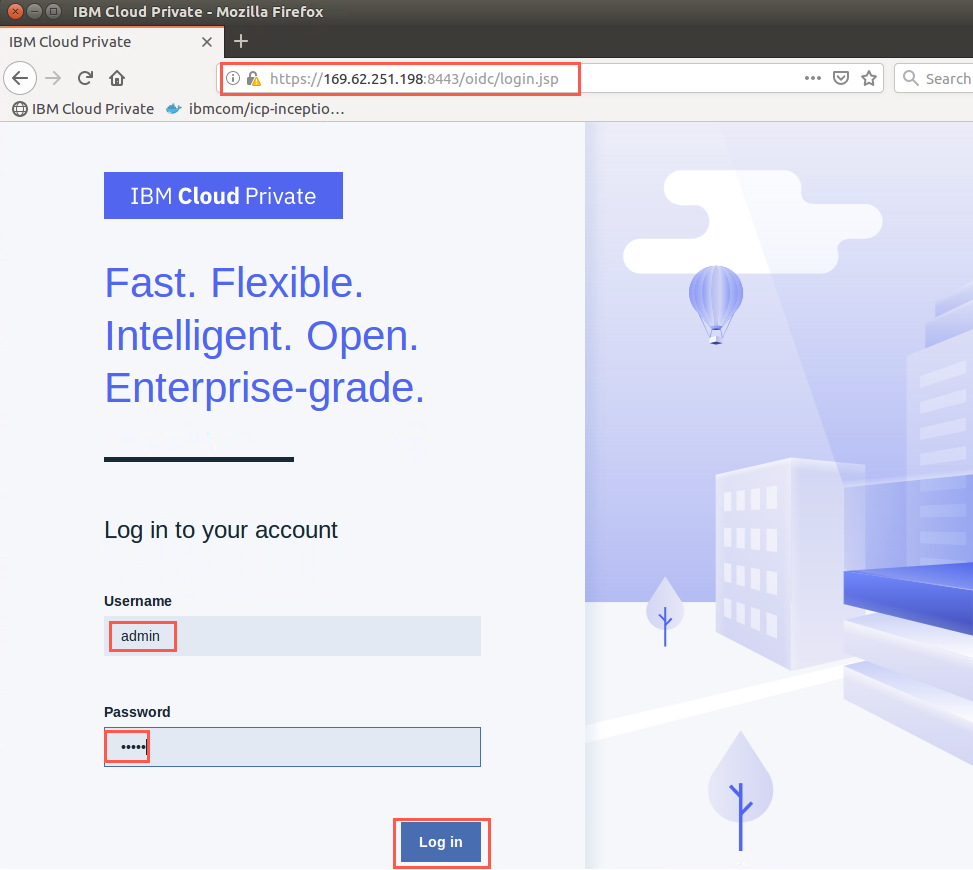 IBM Cloud Private - Mozilla Firefox
IBM Cloud Private
https://169.62.251.198:8443/oidc/login.jsp
Search
IBM Cloud Private
ibmcom/icp-inceptio…
IBM Cloud Private
Fast. Flexible.
Intelligent. Open.
Enterprise-grade.
Log in to your account
Username
admin
Password
•••••
Log in